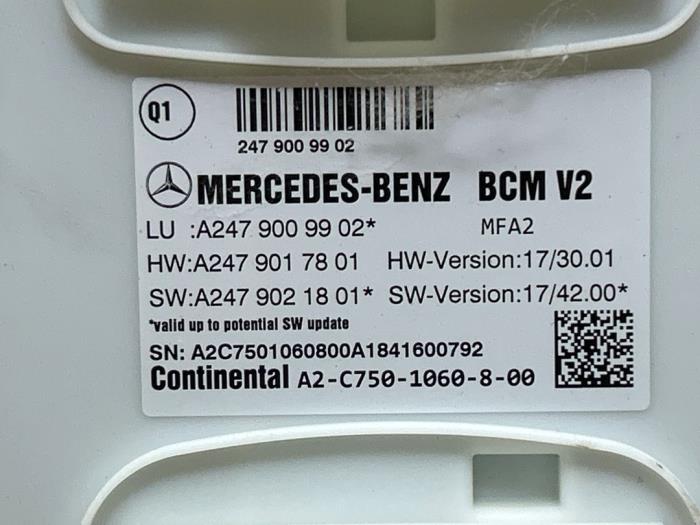 Q1
247 900 99 02
MERCEDES-BENZ BCM V2
LU :A247 900 99 02* MFA2
HW:A247 901 78 01 HW-Version:17/30.01
SW:A247 902 18 01* SW-Version:17/42.00*
*valid up to potential SW update
SN: A2C7501060800A1841600792
Continental A2-C750-1060-8-00